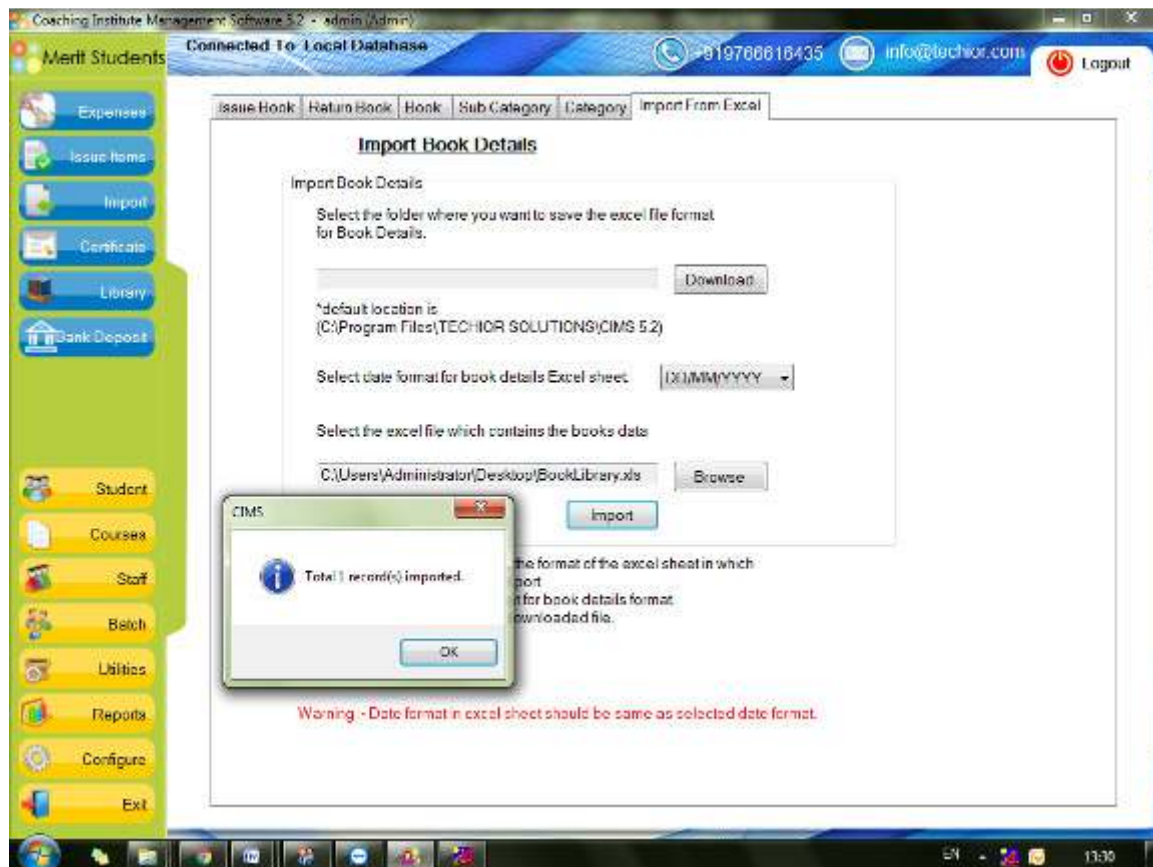 Coaching Institute Management Software 5.2 - admin (Admin)
Merit Students
Connected To Local Database
+919766616435
info@techior.com
Logout
Expenses
Issue Items
Import
Certificate
Library
Bank Deposit
Student
Courses
Staff
Batch
Utilities
Reports
Configure
Exit
Issue Book Return Book Book Sub Category Category Import From Excel
Import Book Details
Import Book Details
Select the folder where you want to save the excel file format
for Book Details.
Download
*default location is
(C:\Program Files\TECHIOR SOLUTIONS\CIMS 5.2)
Select date format for book details Excel sheet DD/MM/YYYY
Select the excel file which contains the books data
C:\Users\Administrator\Desktop\BookLibrary.xls Browse
Import
CIMS
Total 1 record(s) imported.
OK
the format of the excel sheet in which
port
t for book details format
ownloaded file.
Warning - Date format in excel sheet should be same as selected date format.
EN 13:30